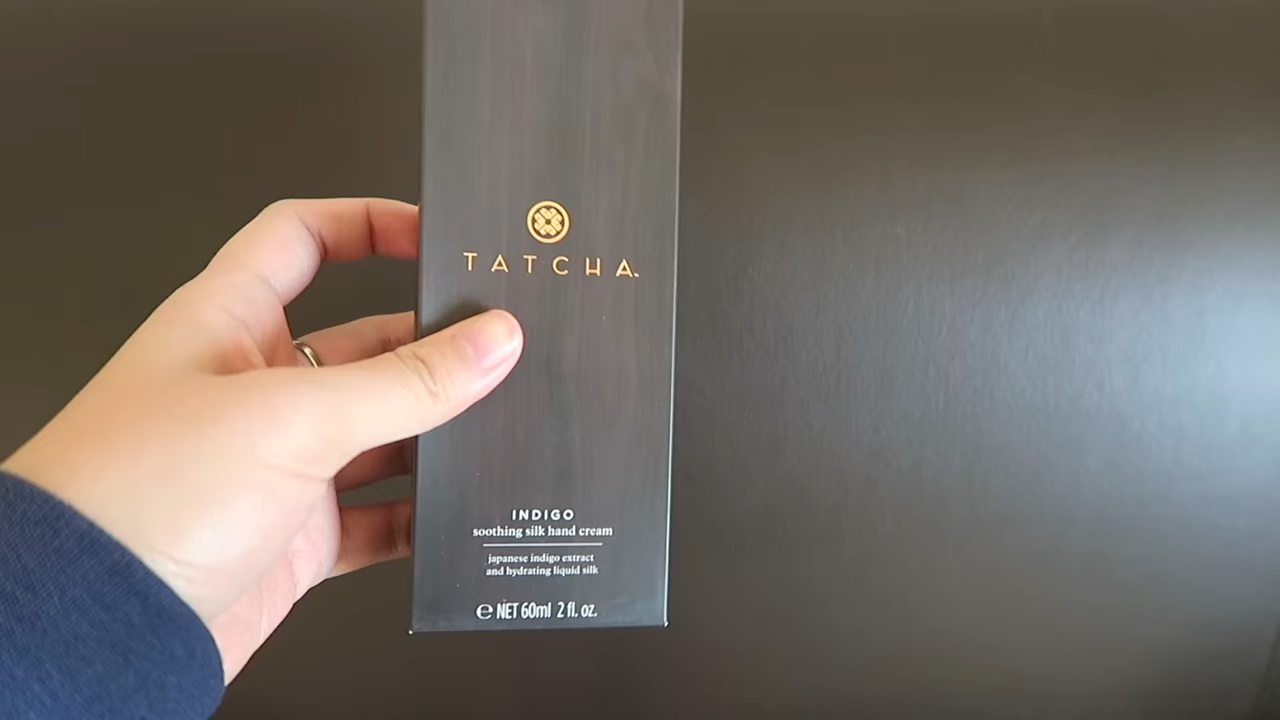 TATCHA.
INDIGO
soothing silk hand cream
japanese indigo extract
and hydrating liquid silk
℮ NET 60ml 2 fl. oz.